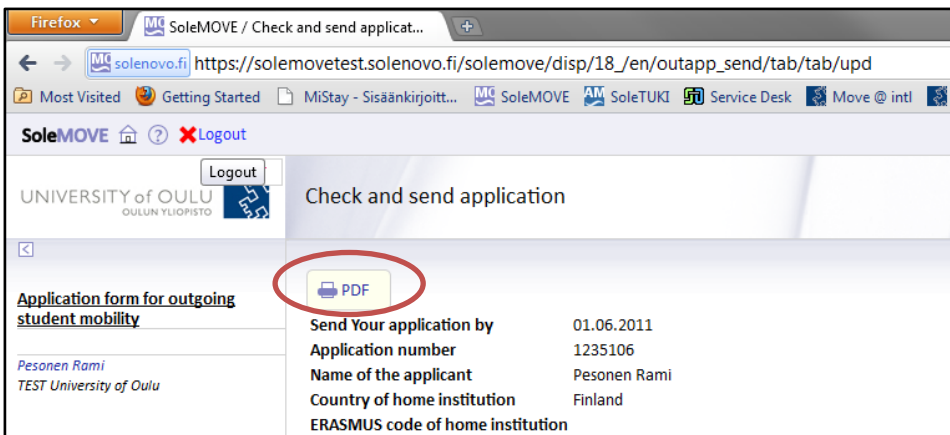 Firefox
SoleMOVE / Check and send applicat...
solenovo.fi https://solemovetest.solenovo.fi/solemove/disp/18_/en/outapp_send/tab/tab/upd
Most Visited Getting Started MiStay - Sisäänkirjoitt... SoleMOVE SoleTUKI Service Desk Move @ intl
SoleMOVE Logout
Logout
UNIVERSITY of OULU
OULUN YLIOPISTO
Check and send application
PDF
Application form for outgoing
student mobility
Pesonen Rami
TEST University of Oulu
Send Your application by 01.06.2011
Application number 1235106
Name of the applicant Pesonen Rami
Country of home institution Finland
ERASMUS code of home institution